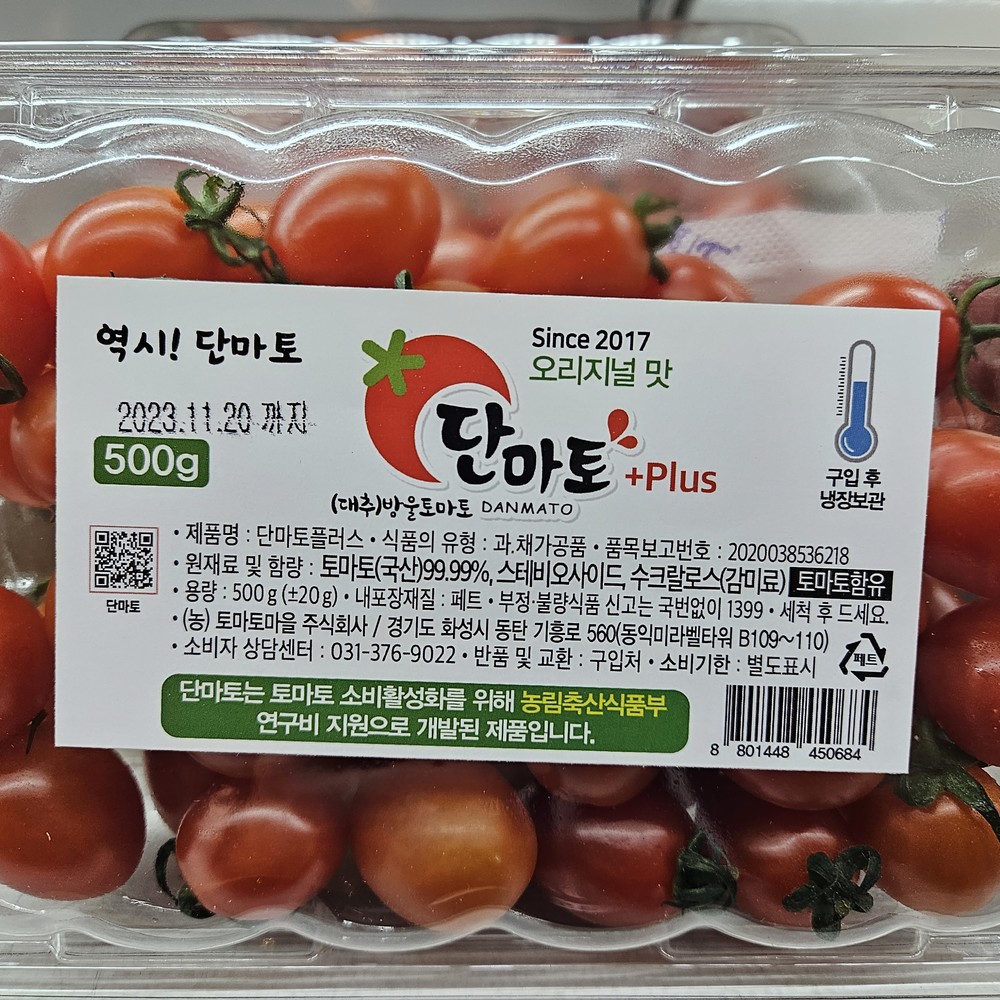 역시! 단마토
2023.11.20 까지
500g
Since 2017
오리지널 맛
단마토
+Plus
(대추)방울토마토 DANMATO
구입 후
냉장보관
단마토
• 제품명 : 단마토플러스 • 식품의 유형 : 과.채가공품 • 품목보고번호 : 2020038536218
• 원재료 및 함량 : 토마토(국산)99.99%, 스테비오사이드, 수크랄로스(감미료) 토마토함유
• 용량 : 500g (±20g) • 내포장재질 : 페트 • 부정·불량식품 신고는 국번없이 1399 • 세척 후 드세요.
• (농) 토마토마을 주식회사 / 경기도 화성시 동탄 기흥로 560(동익미라벨타워 B109~110)
• 소비자 상담센터 : 031-376-9022 • 반품 및 교환 : 구입처 • 소비기한 : 별도표시
페트
단마토는 토마토 소비활성화를 위해 농림축산식품부
연구비 지원으로 개발된 제품입니다.
8 801448 450684